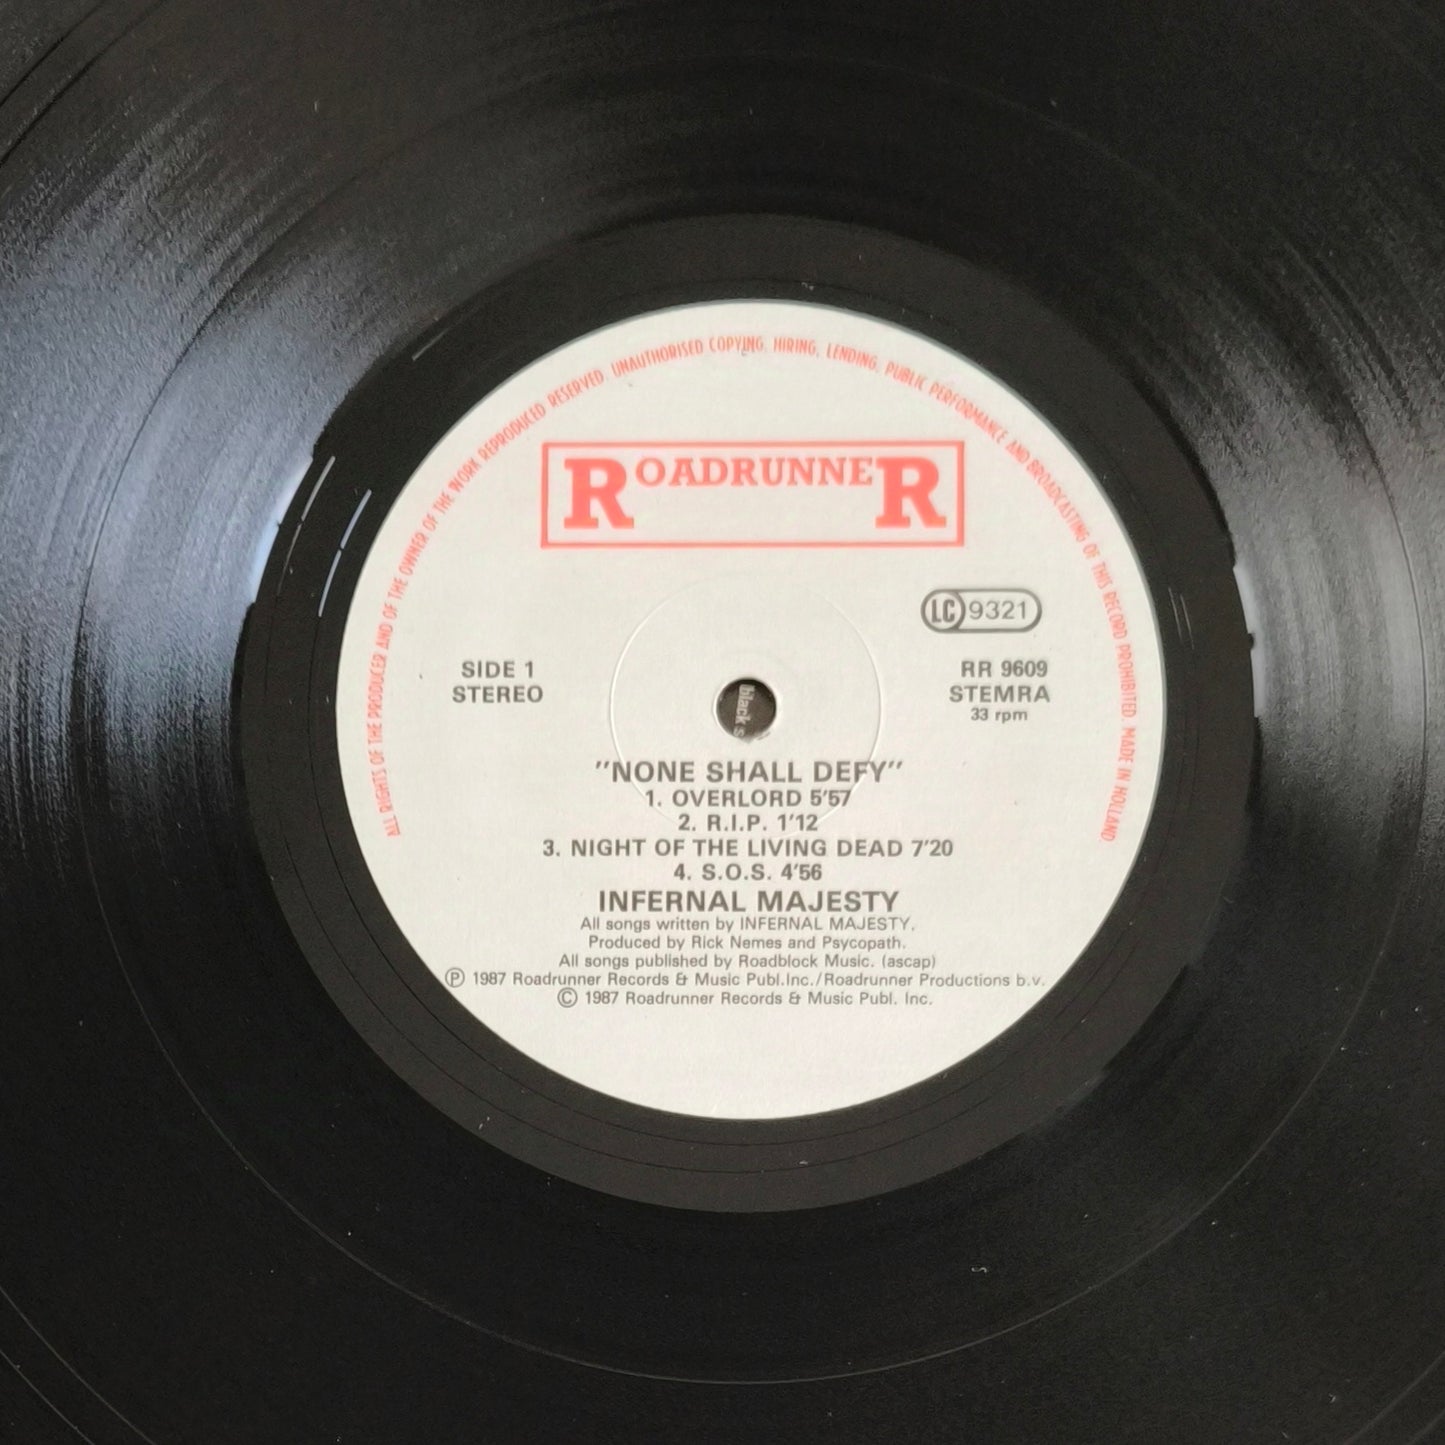 ALL RIGHTS OF THE PRODUCER AND OF THE OWNER OF THE WORK REPRODUCED RESERVED. UNAUTHORISED COPYING, HIRING, LENDING, PUBLIC PERFORMANCE AND BROADCASTING OF THIS RECORD PROHIBITED. MADE IN HOLLAND.
ROADRUNNER
LC 9321
SIDE 1
STEREO
RR 9609
STEMRA
33 rpm
black s
"NONE SHALL DEFY"
1. OVERLORD 5'57
2. R.I.P. 1'12
3. NIGHT OF THE LIVING DEAD 7'20
4. S.O.S. 4'56
INFERNAL MAJESTY
All songs written by INFERNAL MAJESTY.
Produced by Rick Nemes and Psycopath.
All songs published by Roadblock Music. (ascap)
Ⓟ 1987 Roadrunner Records & Music Publ.Inc./Roadrunner Productions b.v.
© 1987 Roadrunner Records & Music Publ. Inc.